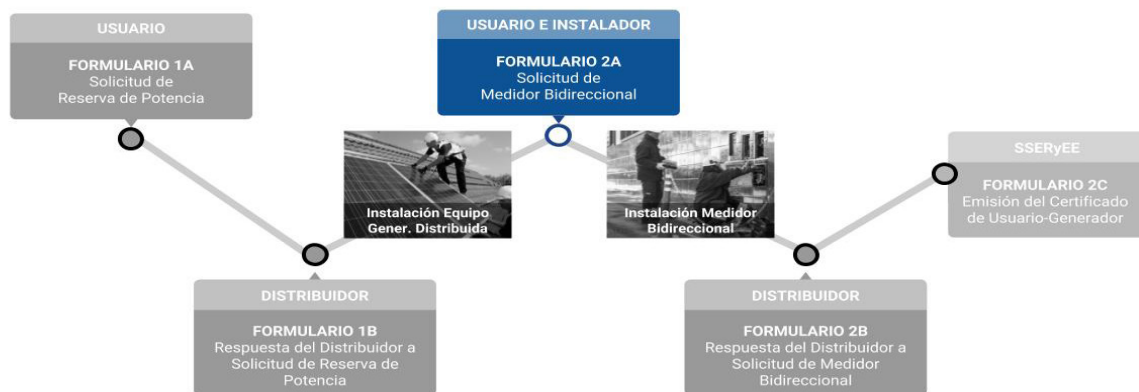 USUARIO
FORMULARIO 1A
Solicitud de
Reserva de Potencia
USUARIO E INSTALADOR
FORMULARIO 2A
Solicitud de
Medidor Bidireccional
Instalación Equipo
Gener. Distribuida
Instalación Medidor
Bidireccional
SSERyEE
FORMULARIO 2C
Emisión del Certificado
de Usuario-Generador
DISTRIBUIDOR
FORMULARIO 1B
Respuesta del Distribuidor a
Solicitud de Reserva de
Potencia
DISTRIBUIDOR
FORMULARIO 2B
Respuesta del Distribuidor a
Solicitud de Medidor
Bidireccional